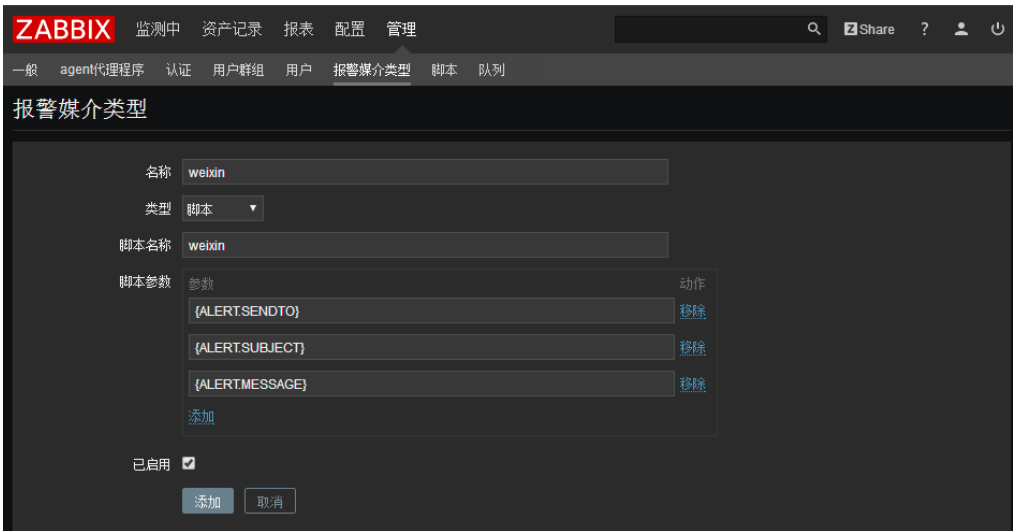 ZABBIX 监测中 资产记录 报表 配置 管理 Z Share ?
一般 agent代理程序 认证 用户群组 用户 报警媒介类型 脚本 队列
报警媒介类型
名称 weixin
类型 脚本
脚本名称 weixin
脚本参数 参数 动作
{ALERT.SENDTO} 移除
{ALERT.SUBJECT} 移除
{ALERT.MESSAGE} 移除
添加
已启用
添加 取消